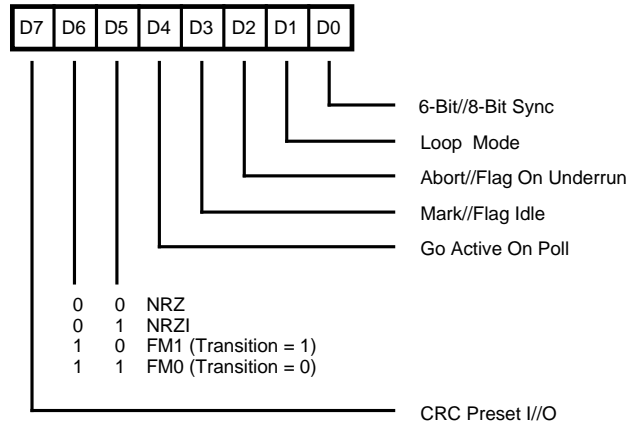 D7 D6 D5 D4 D3 D2 D1 D0
6-Bit//8-Bit Sync
Loop Mode
Abort//Flag On Underrun
Mark//Flag Idle
Go Active On Poll
0 0 NRZ
0 1 NRZI
1 0 FM1 (Transition = 1)
1 1 FM0 (Transition = 0)
CRC Preset I//O